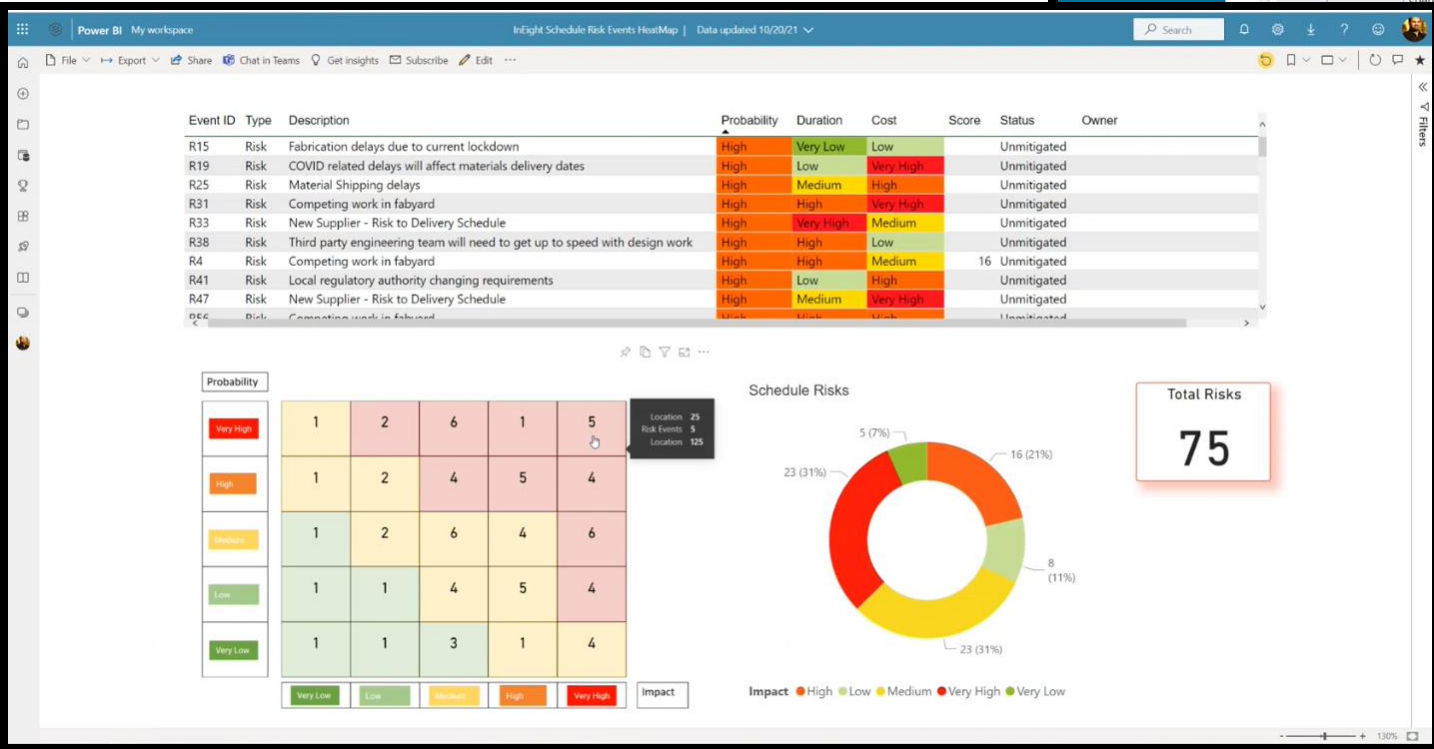 Power BI My workspace InEight Schedule Risk Events HeatMap | Data updated 10/20/21 Search
File Export Share Chat in Teams Get insights Subscribe Edit ...
Filters
Event ID Type Description Probability Duration Cost Score Status Owner
R15 Risk Fabrication delays due to current lockdown High Very Low Low Unmitigated
R19 Risk COVID related delays will affect materials delivery dates High Low Very High Unmitigated
R25 Risk Material Shipping delays High Medium High Unmitigated
R31 Risk Competing work in fabyard High High Very High Unmitigated
R33 Risk New Supplier - Risk to Delivery Schedule High Very High Medium Unmitigated
R38 Risk Third party engineering team will need to get up to speed with design work High High Low Unmitigated
R4 Risk Competing work in fabyard High High Medium 16 Unmitigated
R41 Risk Local regulatory authority changing requirements High Low High Unmitigated
R47 Risk New Supplier - Risk to Delivery Schedule High Medium Very High Unmitigated
R56 Risk Competing work in fabyard High High High Unmitigated
Probability
Very High 1 2 6 1 5
High 1 2 4 5 4
Medium 1 2 6 4 6
Low 1 1 4 5 4
Very Low 1 1 3 1 4
Very Low Low Medium High Very High Impact
Location 25
Risk Events 5
Location 125
Schedule Risks
5 (7%)
16 (21%)
23 (31%)
8
(11%)
23 (31%)
Impact High Low Medium Very High Very Low
Total Risks
75
130%